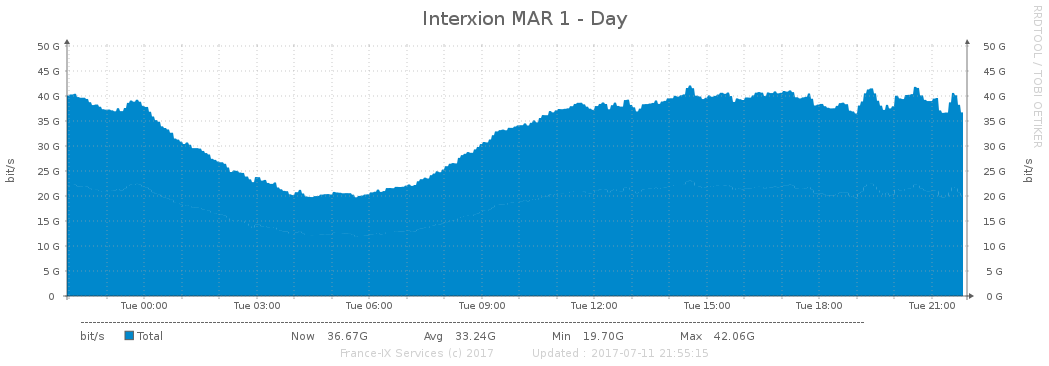 Interxion MAR 1 - Day
RRDTOOL / TOBI OETIKER
50 G 50 G
45 G 45 G
40 G 40 G
35 G 35 G
30 G 30 G
25 G 25 G
20 G 20 G
15 G 15 G
10 G 10 G
5 G 5 G
0 0 G
bit/s bit/s
Tue 00:00 Tue 03:00 Tue 06:00 Tue 09:00 Tue 12:00 Tue 15:00 Tue 18:00 Tue 21:00
bit/s Total Now 36.67G Avg 33.24G Min 19.70G Max 42.06G
France-IX Services (c) 2017 Updated : 2017-07-11 21:55:15